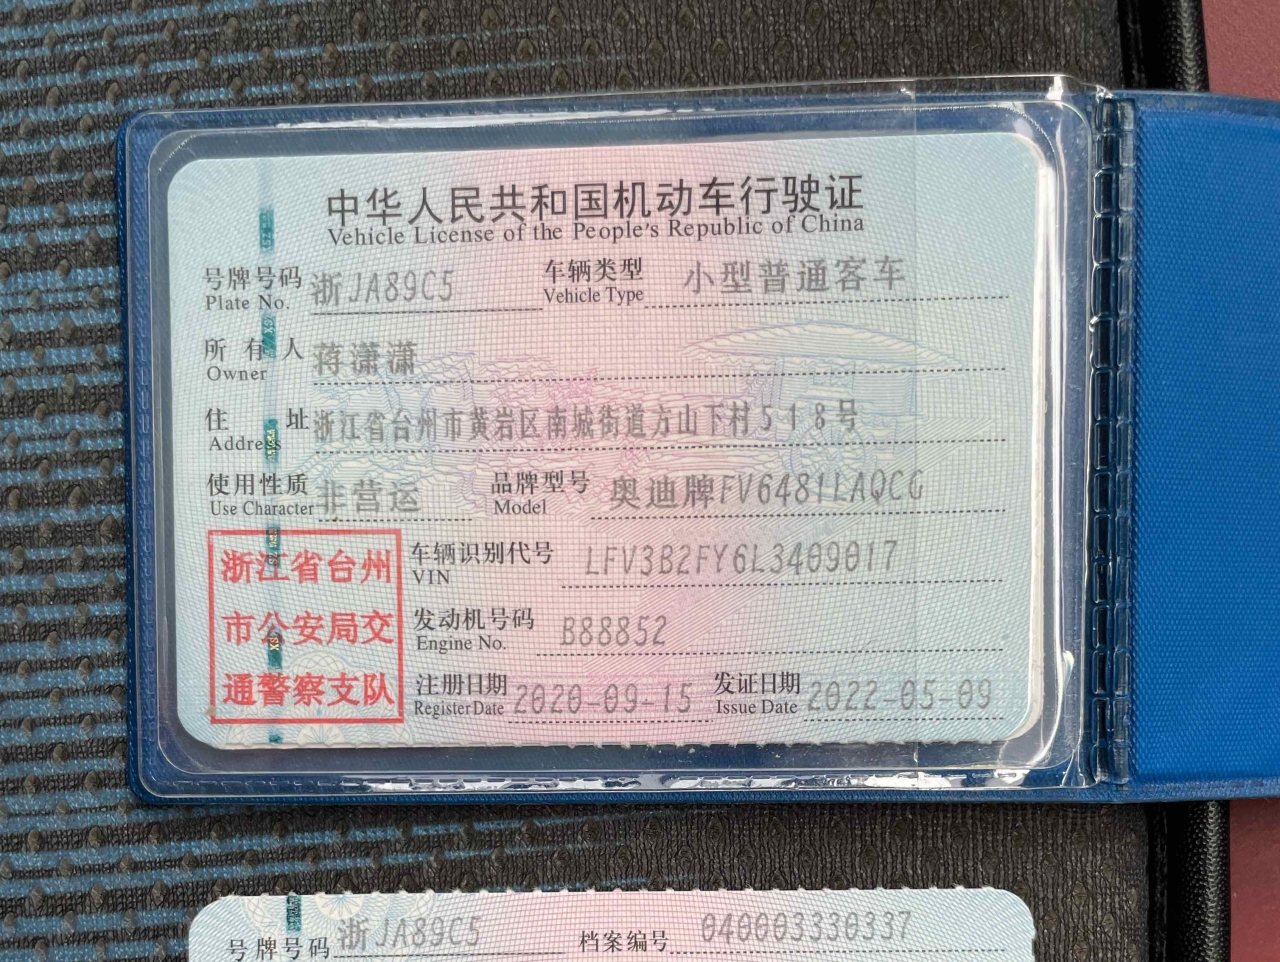 中华人民共和国机动车行驶证
Vehicle License of the People's Republic of China
号牌号码 浙JA89C5 车辆类型 小型普通客车
Plate No. Vehicle Type
所有人 蒋潇潇
Owner
住址 浙江省台州市黄岩区南城街道方山下村518号
Address
使用性质 非营运 品牌型号 奥迪牌FV6481LAQCG
Use Character Model
浙江省台州
市公安局交
通警察支队
车辆识别代号 LFV3B2FY6L3409017
VIN
发动机号码 B88852
Engine No.
注册日期 2020-09-15 发证日期 2022-05-09
Register Date Issue Date
号牌号码 浙JA89C5 档案编号 040003330337